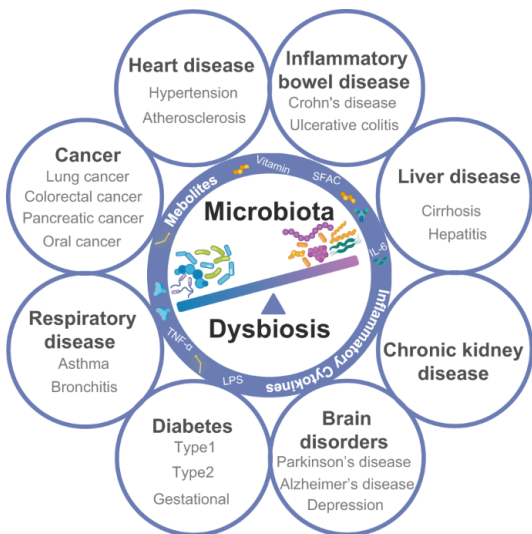 Heart disease
Hypertension
Atherosclerosis
Inflammatory
bowel disease
Crohn's disease
Ulcerative colitis
Cancer
Lung cancer
Colorectal cancer
Pancreatic cancer
Oral cancer
Liver disease
Cirrhosis
Hepatitis
Mebolites
Vitamin
SFAC
IL-6
Inflammatory Cytokines
LPS
TNF-α
Microbiota
Dysbiosis
Respiratory
disease
Asthma
Bronchitis
Chronic kidney
disease
Diabetes
Type1
Type2
Gestational
Brain
disorders
Parkinson's disease
Alzheimer's disease
Depression